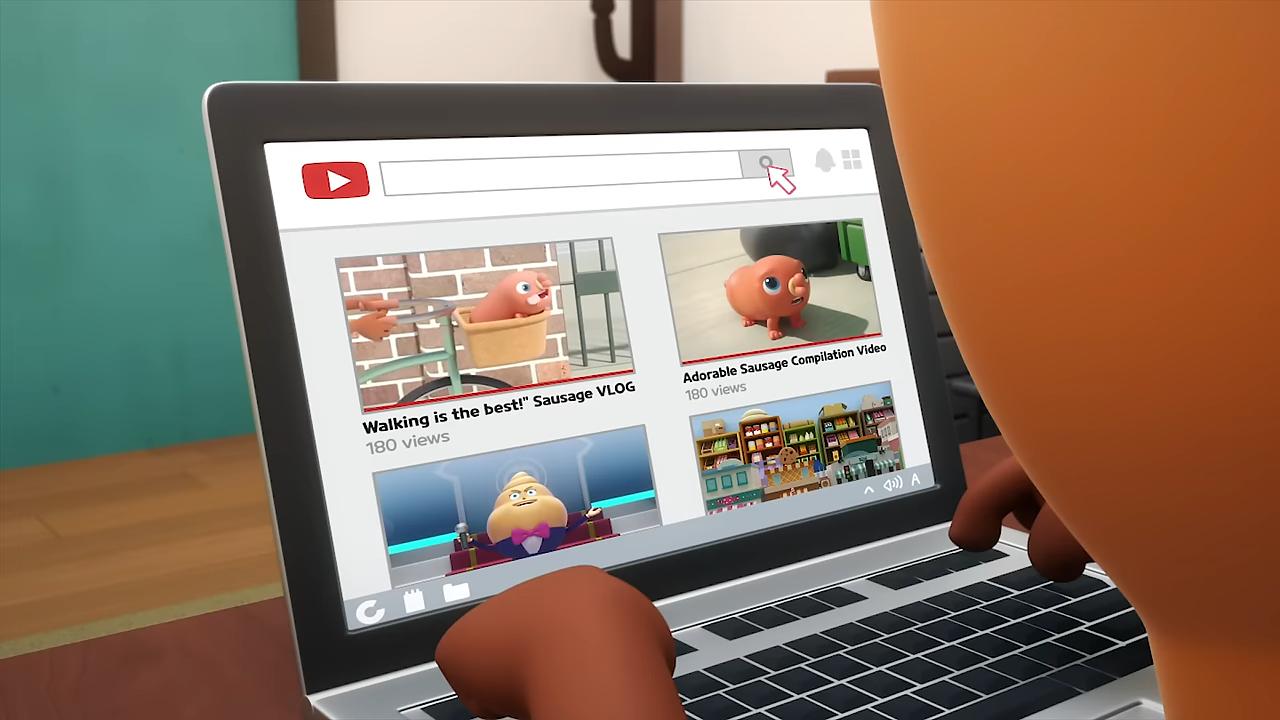 Walking is the best!" Sausage VLOG
180 views
Adorable Sausage Compilation Video
180 views
A